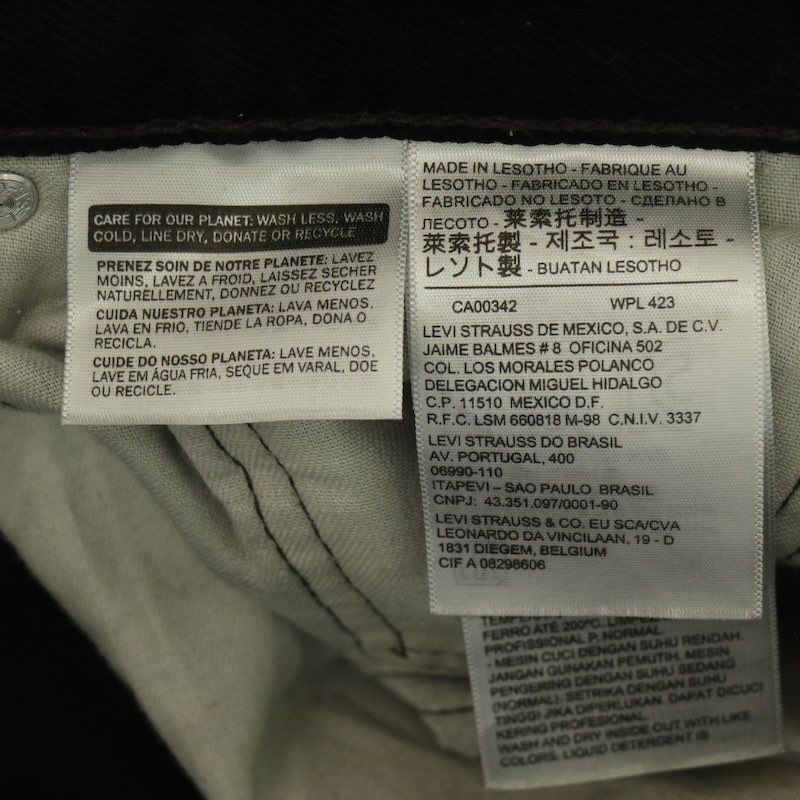 CARE FOR OUR PLANET: WASH LESS, WASH
COLD, LINE DRY, DONATE OR RECYCLE
PRENEZ SOIN DE NOTRE PLANETE: LAVEZ
MOINS, LAVEZ A FROID, LAISSEZ SECHER
NATURELLEMENT, DONNEZ OU RECYCLEZ
CUIDA NUESTRO PLANETA: LAVA MENOS,
LAVA EN FRIO, TIENDE LA ROPA, DONA O
RECICLA.
CUIDE DO NOSSO PLANETA: LAVE MENOS,
LAVE EM ÁGUA FRIA, SEQUE EM VARAL, DOE
OU RECICLE.
MADE IN LESOTHO - FABRIQUE AU
LESOTHO - FABRICADO EN LESOTHO -
FABRICADO NO LESOTO - СДЕЛАНО В
ЛЕСОТО - 莱索托制造 -
萊索托製 - 제조국 : 레소토 -
レソト製 - BUATAN LESOTHO
CA00342 WPL 423
LEVI STRAUSS DE MEXICO, S.A. DE C.V.
JAIME BALMES # 8 OFICINA 502
COL. LOS MORALES POLANCO
DELEGACION MIGUEL HIDALGO
C.P. 11510 MEXICO D.F.
R.F.C. LSM 660818 M-98 C.N.I.V. 3337
LEVI STRAUSS DO BRASIL
AV. PORTUGAL, 400
06990-110
ITAPEVI – SAO PAULO BRASIL
CNPJ: 43.351.097/0001-90
LEVI STRAUSS & CO. EU SCA/CVA
LEONARDO DA VINCILAAN, 19 - D
1831 DIEGEM, BELGIUM
CIF A 08298606
FERRO ATÉ 200ºC. LIMPEZA
PROFISSIONAL P. NORMAL.
- MESIN CUCI DENGAN SUHU RENDAH.
- JANGAN GUNAKAN PEMUTIH. MESIN
PENGERING DENGAN SUHU SEDANG
(NORMAL). SETRIKA DENGAN SUHU
TINGGI JIKA DIPERLUKAN. DAPAT DICUCI
KERING PROFESIONAL.
WASH AND DRY INSIDE OUT WITH LIKE
COLORS. LIQUID DETERGENT IS